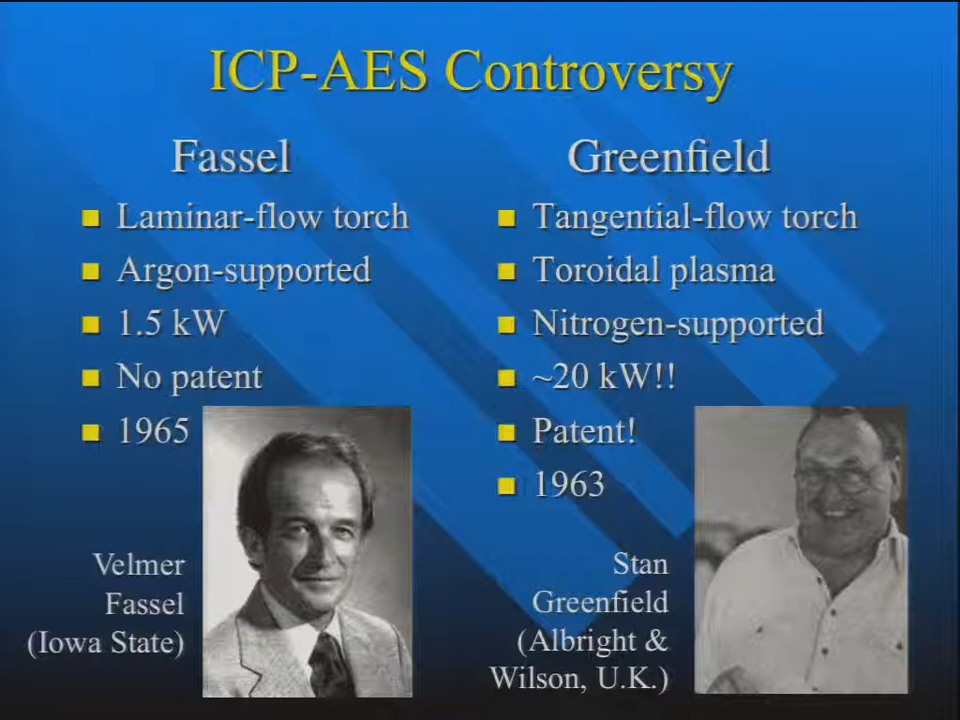 ICP-AES Controversy
Fassel
Laminar-flow torch
Argon-supported
1.5 kW
No patent
1965
Velmer
Fassel
(Iowa State)
Greenfield
Tangential-flow torch
Toroidal plasma
Nitrogen-supported
~20 kW!!
Patent!
1963
Stan
Greenfield
(Albright &
Wilson, U.K.)